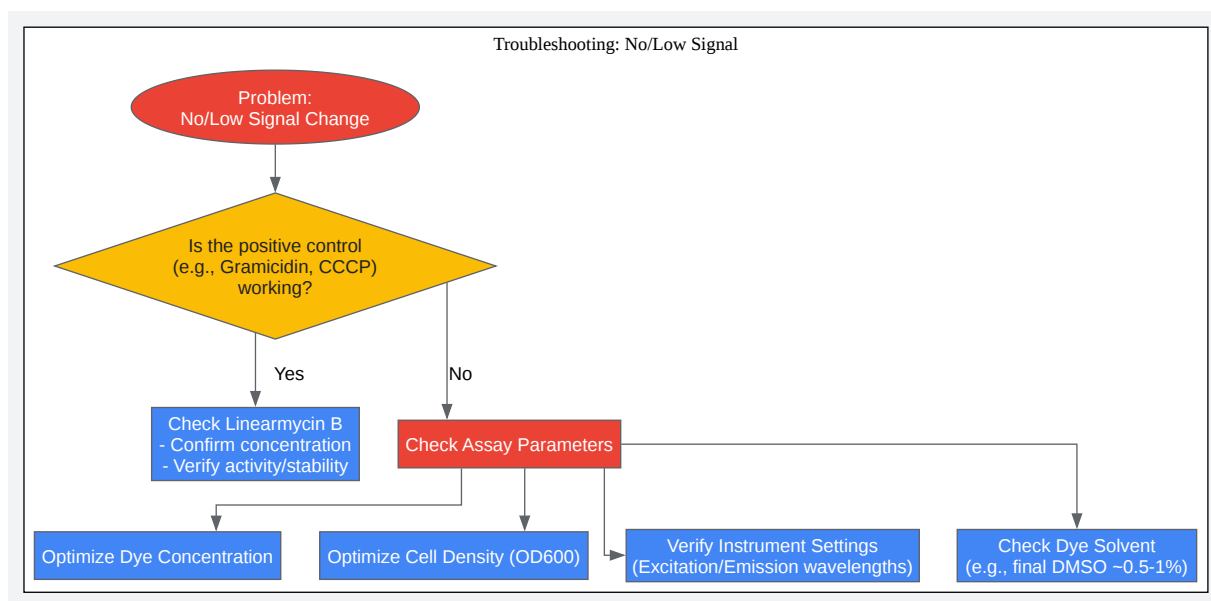 Troubleshooting: No/Low Signal
Problem:
No/Low Signal Change
Is the positive control
(e.g., Gramicidin, CCCP)
working?
Yes
No
Check Linearmycin B
- Confirm concentration
- Verify activity/stability
Check Assay Parameters
Optimize Dye Concentration
Optimize Cell Density (OD600)
Verify Instrument Settings
(Excitation/Emission wavelengths)
Check Dye Solvent
(e.g., final DMSO ~0.5-1%)